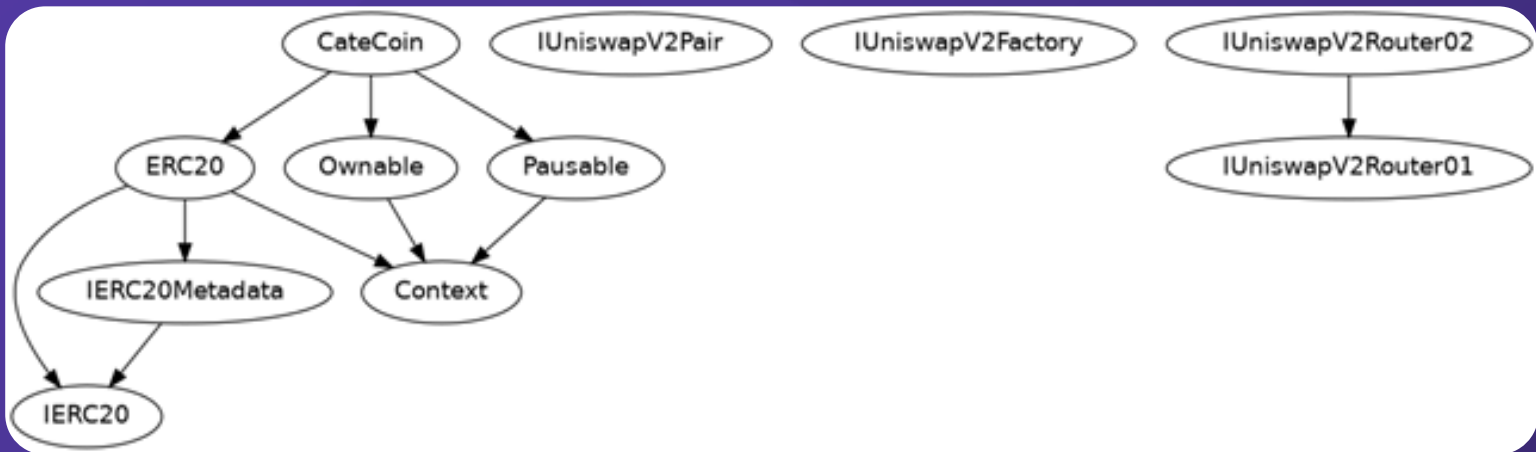 CateCoin
IUniswapV2Pair
IUniswapV2Factory
IUniswapV2Router02
ERC20
Ownable
Pausable
IUniswapV2Router01
IERC20Metadata
Context
IERC20